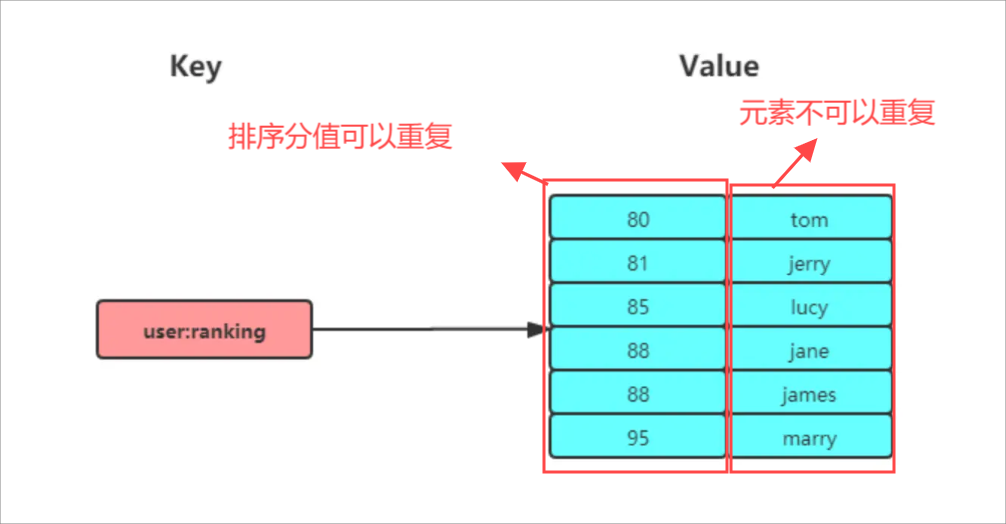 Key
Value
元素不可以重复
排序分值可以重复
80 tom
81 jerry
85 lucy
user:ranking
88 jane
88 james
95 marry